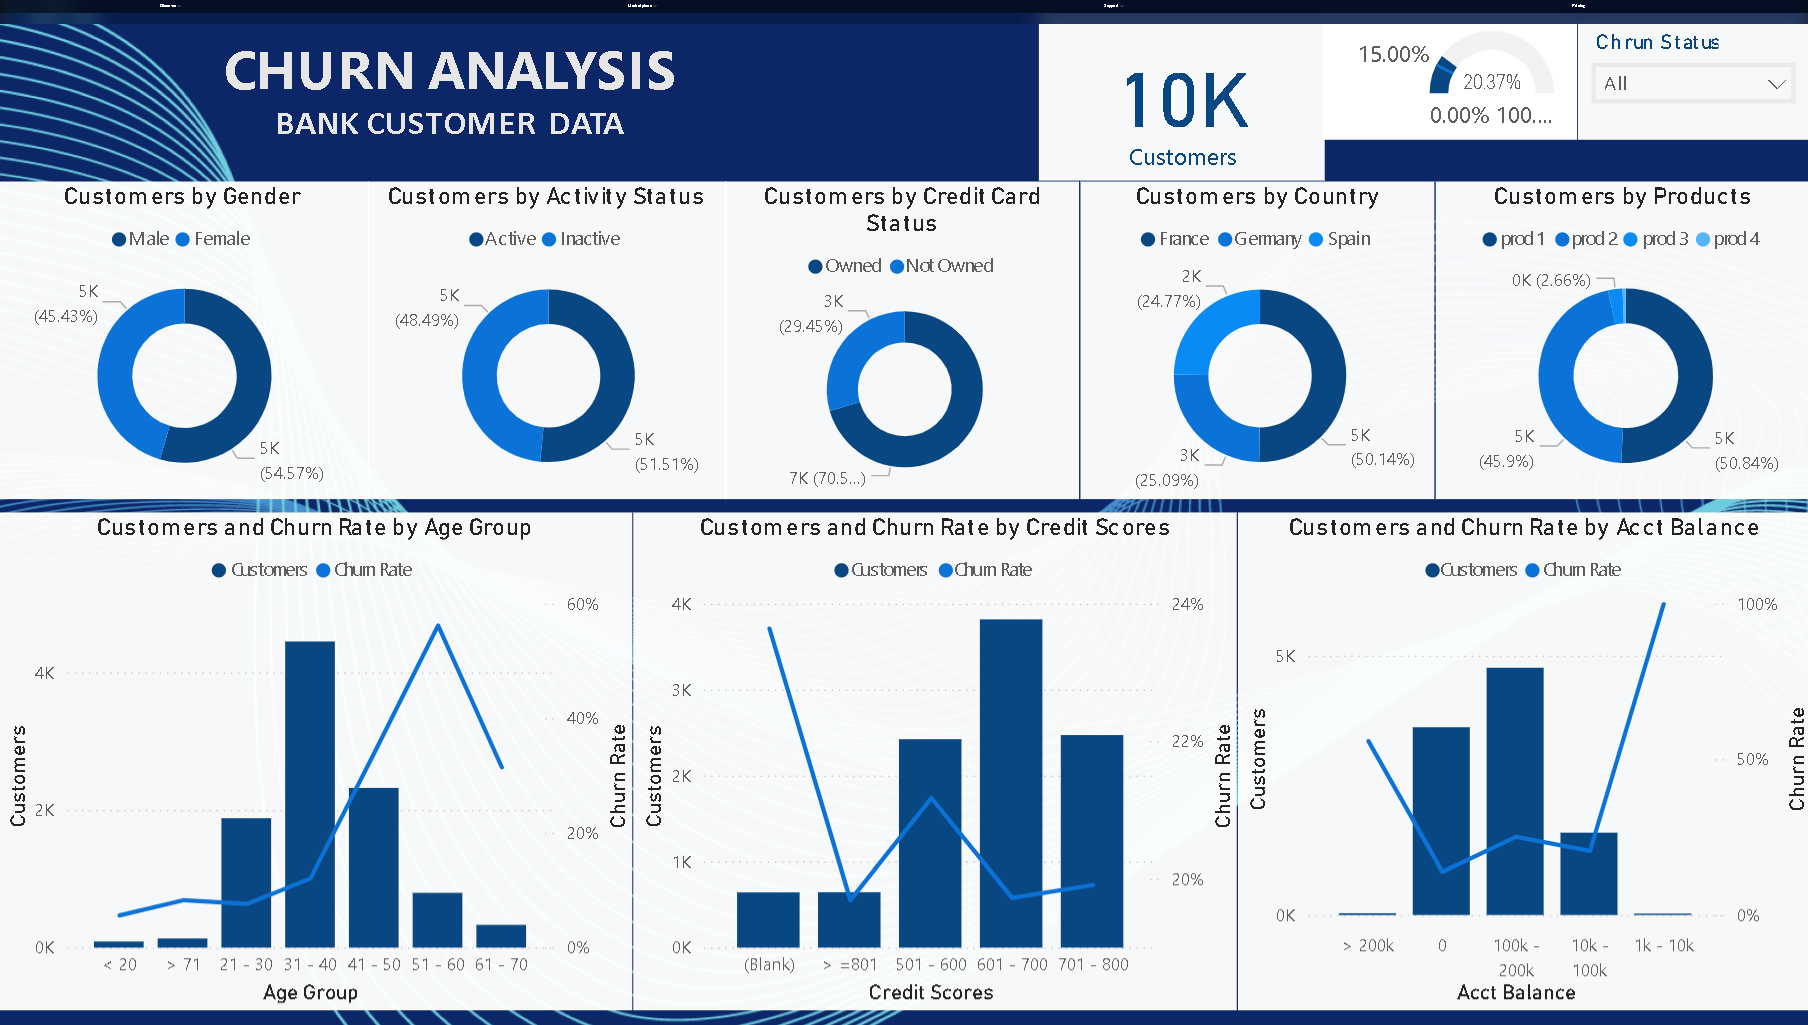 Discover
Marketplace
Support
Pricing
CHURN ANALYSIS
BANK CUSTOMER DATA
10K
Customers
15.00%
20.37%
0.00% 100....
Chrun Status
All
Customers by Gender
Male Female
5K
(45.43%)
5K
(54.57%)
Customers by Activity Status
Active Inactive
5K
(48.49%)
5K
(51.51%)
Customers by Credit Card
Status
Owned Not Owned
3K
(29.45%)
7K (70.5...)
Customers by Country
France Germany Spain
2K
(24.77%)
3K
(25.09%)
5K
(50.14%)
Customers by Products
prod 1 prod 2 prod 3 prod 4
0K (2.66%)
5K
(45.9%)
5K
(50.84%)
Customers and Churn Rate by Age Group
Customers Churn Rate
60%
4K
40%
2K
20%
0K
0%
Customers
Churn Rate
< 20 > 71 21 - 30 31 - 40 41 - 50 51 - 60 61 - 70
Age Group
Customers and Churn Rate by Credit Scores
Customers Churn Rate
4K
24%
3K
22%
2K
1K
20%
0K
Customers
Churn Rate
(Blank) > =801 501 - 600 601 - 700 701 - 800
Credit Scores
Customers and Churn Rate by Acct Balance
Customers Churn Rate
100%
5K
50%
0K
0%
Customers
Churn Rate
> 200k 0 100k - 10k - 1k - 10k
200k 100k
Acct Balance